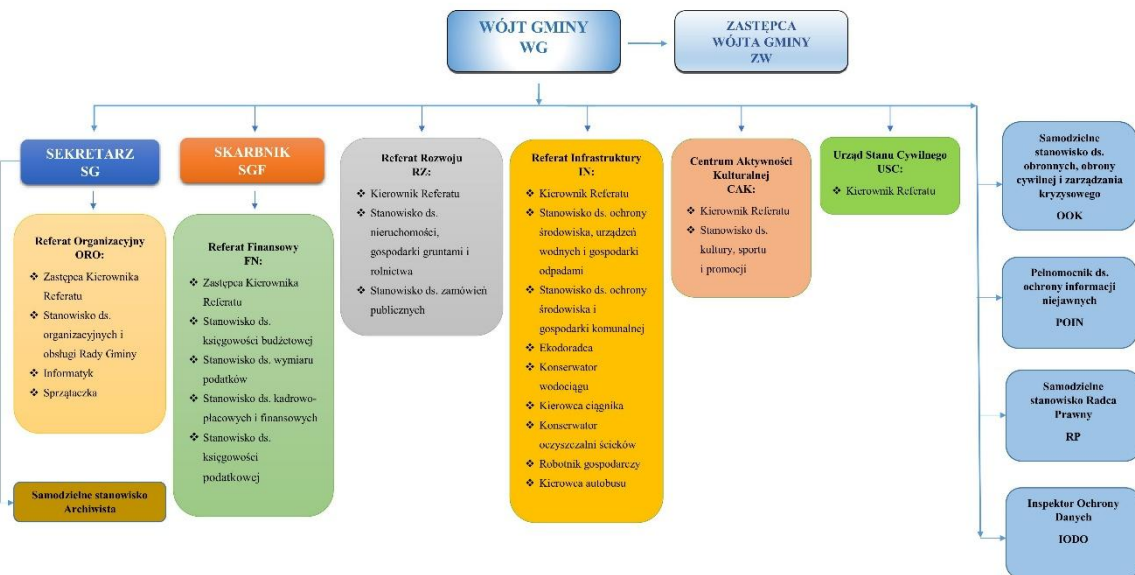 WÓJT GMINY
WG
ZASTĘPCA
WÓJTA GMINY
ZW
SEKRETARZ
SG
Referat Organizacyjny
ORO:
❖ Zastępca Kierownika
Referatu
❖ Stanowisko ds.
organizacyjnych i
obsługi Rady Gminy
❖ Informatyk
❖ Sprzątaczka
Samodzielne stanowisko
Archiwista
SKARBNIK
SGF
Referat Finansowy
FN:
❖ Zastępca Kierownika
Referatu
❖ Stanowisko ds.
księgowości budżetowej
❖ Stanowisko ds. wymiaru
podatków
❖ Stanowisko ds. kadrowo-
płacowych i finansowych
❖ Stanowisko ds.
księgowości
podatkowej
Referat Rozwoju
RZ:
❖ Kierownik Referatu
❖ Stanowisko ds.
nieruchomości,
gospodarki gruntami i
rolnictwa
❖ Stanowisko ds. zamówień
publicznych
Referat Infrastruktury
IN:
❖ Kierownik Referatu
❖ Stanowisko ds. ochrony
środowiska, urządzeń
wodnych i gospodarki
odpadami
❖ Stanowisko ds. ochrony
środowiska i
gospodarki komunalnej
❖ Ekodoradca
❖ Konserwator
wodociągu
❖ Kierowca ciągnika
❖ Konserwator
oczyszczalni ścieków
❖ Robotnik gospodarczy
❖ Kierowca autobusu
Centrum Aktywności
Kulturalnej
CAK:
❖ Kierownik Referatu
❖ Stanowisko ds.
kultury, sportu
i promocji
Urząd Stanu Cywilnego
USC:
❖ Kierownik Referatu
Samodzielne
stanowisko ds.
obronnych, obrony
cywilnej i zarządzania
kryzysowego
OOK
Pełnomocnik ds.
ochrony informacji
niejawnych
POIN
Samodzielne
stanowisko Radca
Prawny
RP
Inspektor Ochrony
Danych
IODO